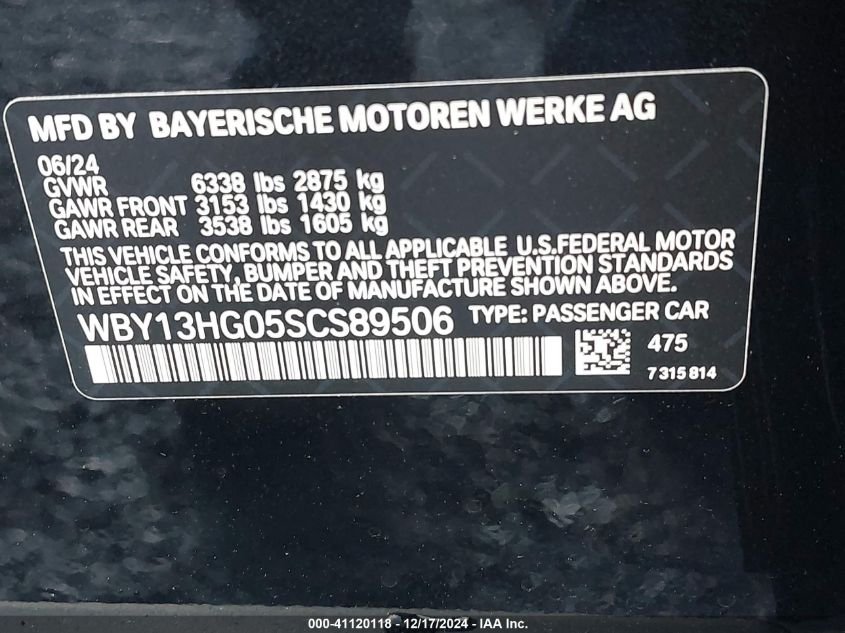 MFD BY BAYERISCHE MOTOREN WERKE AG
06/24
GVWR 6338 lbs 2875 kg
GAWR FRONT 3153 lbs 1430 kg
GAWR REAR 3538 lbs 1605 kg
THIS VEHICLE CONFORMS TO ALL APPLICABLE U.S.FEDERAL MOTOR
VEHICLE SAFETY, BUMPER AND THEFT PREVENTION STANDARDS
IN EFFECT ON THE DATE OF MANUFACTURE SHOWN ABOVE.
WBY13HG05SCS89506 TYPE: PASSENGER CAR
475
7315814
000-41120118 - 12/17/2024 - IAA Inc.